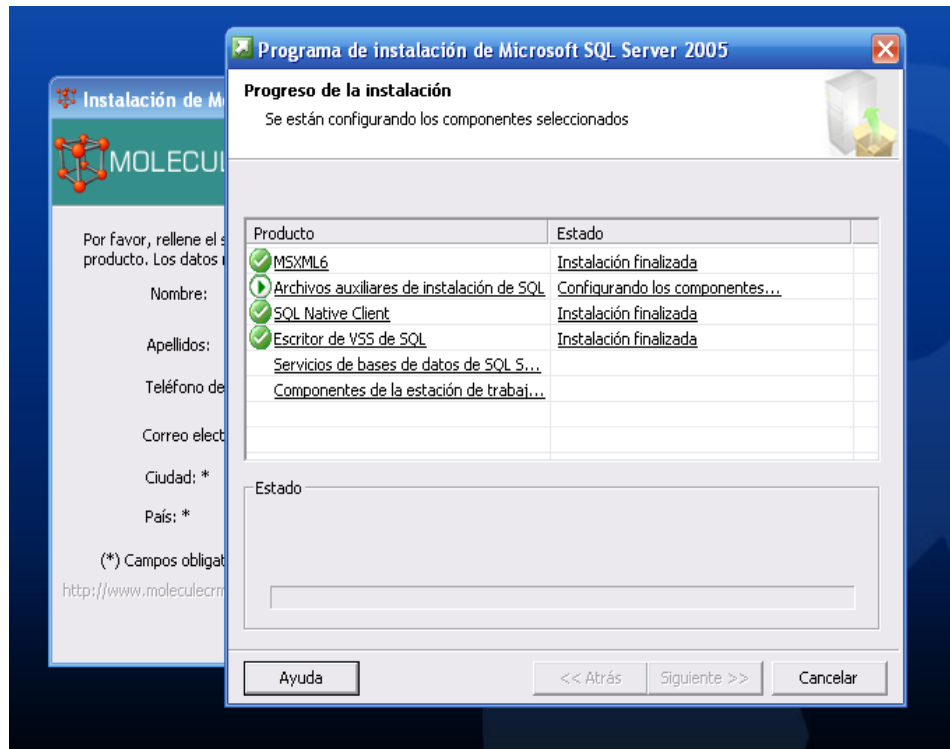 Programa de instalación de Microsoft SQL Server 2005
Progreso de la instalación
Se están configurando los componentes seleccionados
Producto Estado
MSXML6 Instalación finalizada
Archivos auxiliares de instalación de SQL Configurando los componentes...
SQL Native Client Instalación finalizada
Escritor de VSS de SQL Instalación finalizada
Servicios de bases de datos de SQL S...
Componentes de la estación de trabaj...
Estado
Ayuda << Atrás Siguiente >> Cancelar
Instalación de M
MOLECUL
Por favor, rellene el s
producto. Los datos
Nombre:
Apellidos:
Teléfono de
Correo elect
Ciudad: *
País: *
(*) Campos obligat
http://www.moleculecrm